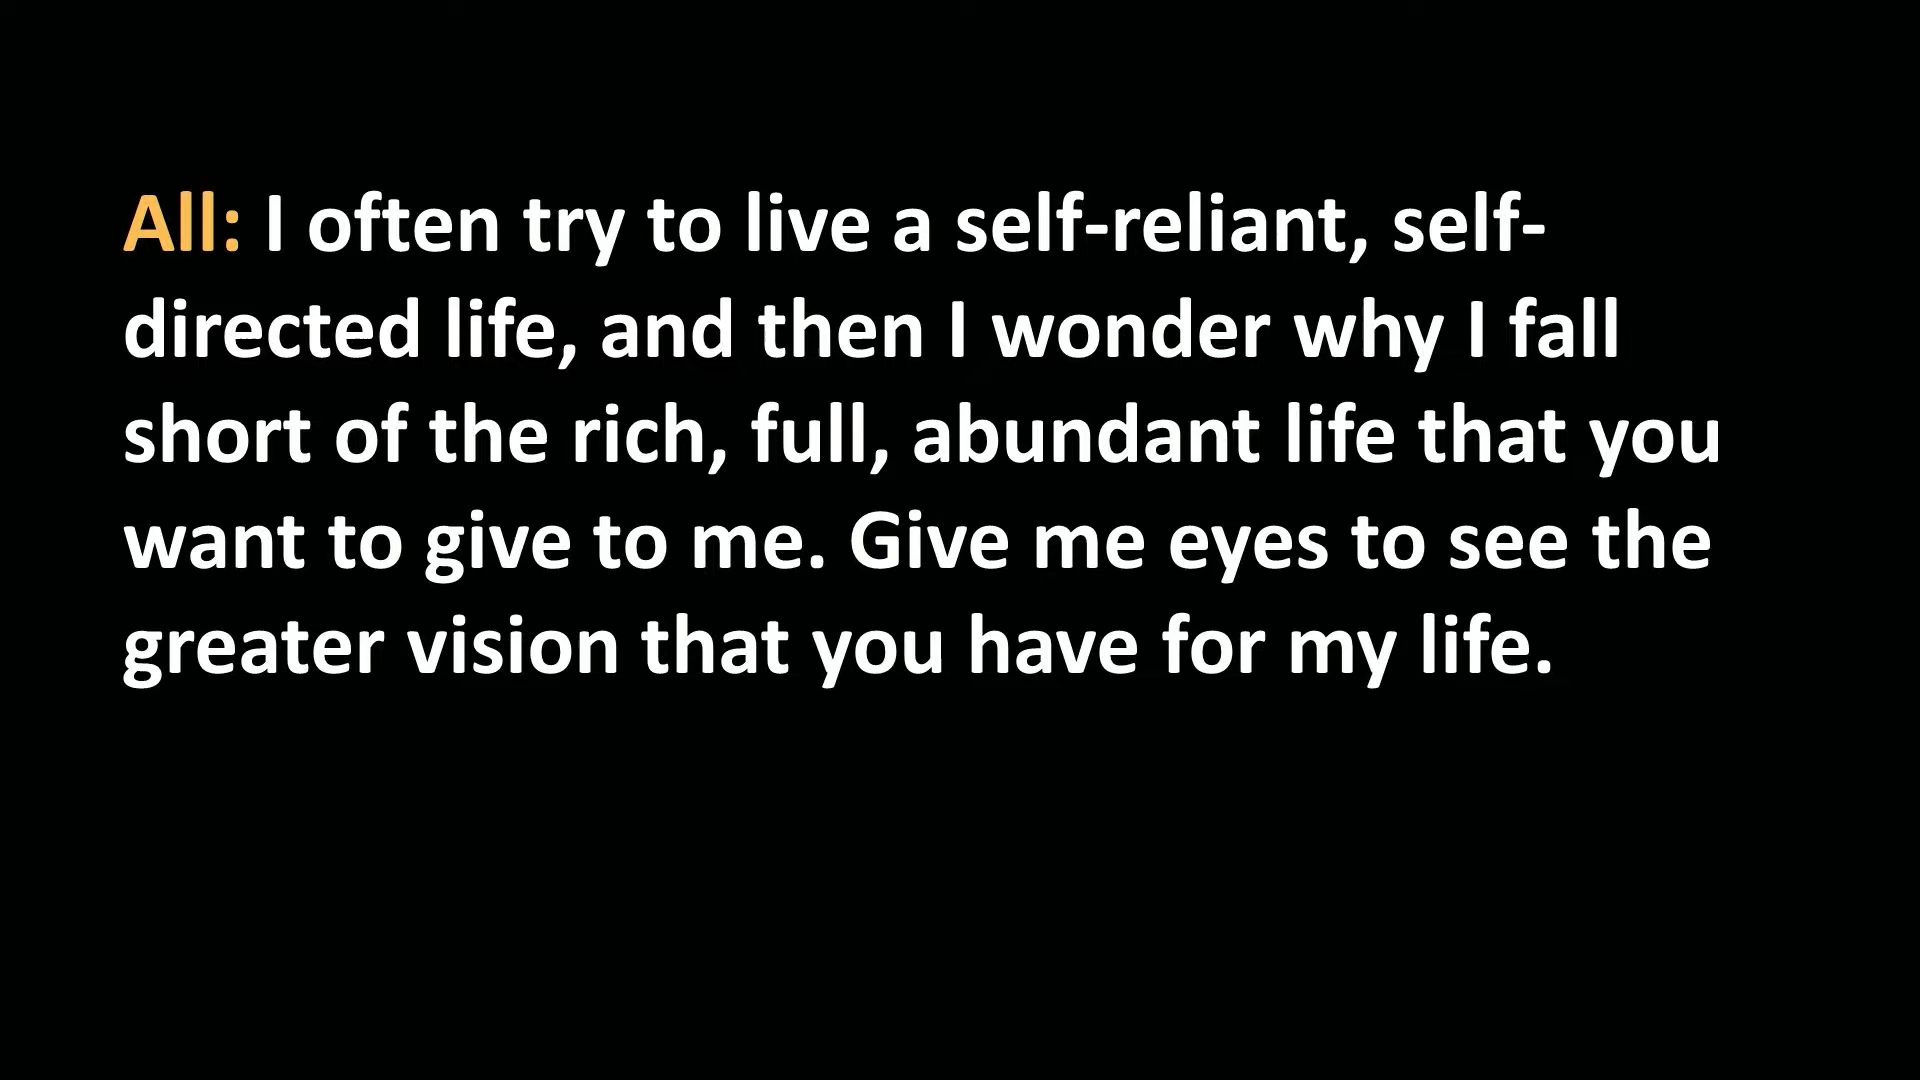 All: I often try to live a self-reliant, self-
directed life, and then I wonder why I fall
short of the rich, full, abundant life that you
want to give to me. Give me eyes to see the
greater vision that you have for my life.